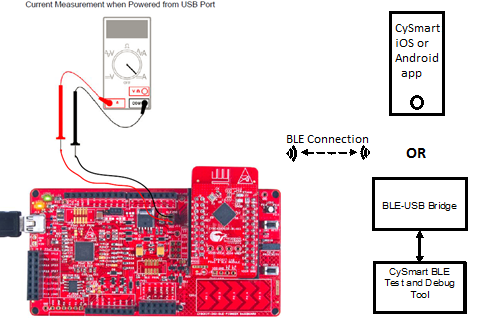 Current Measurement when Powered from USB Port
CySmart
iOS or
Android
app
BLE Connection
OR
BLE-USB Bridge
CySmart BLE
Test and Debug
Tool